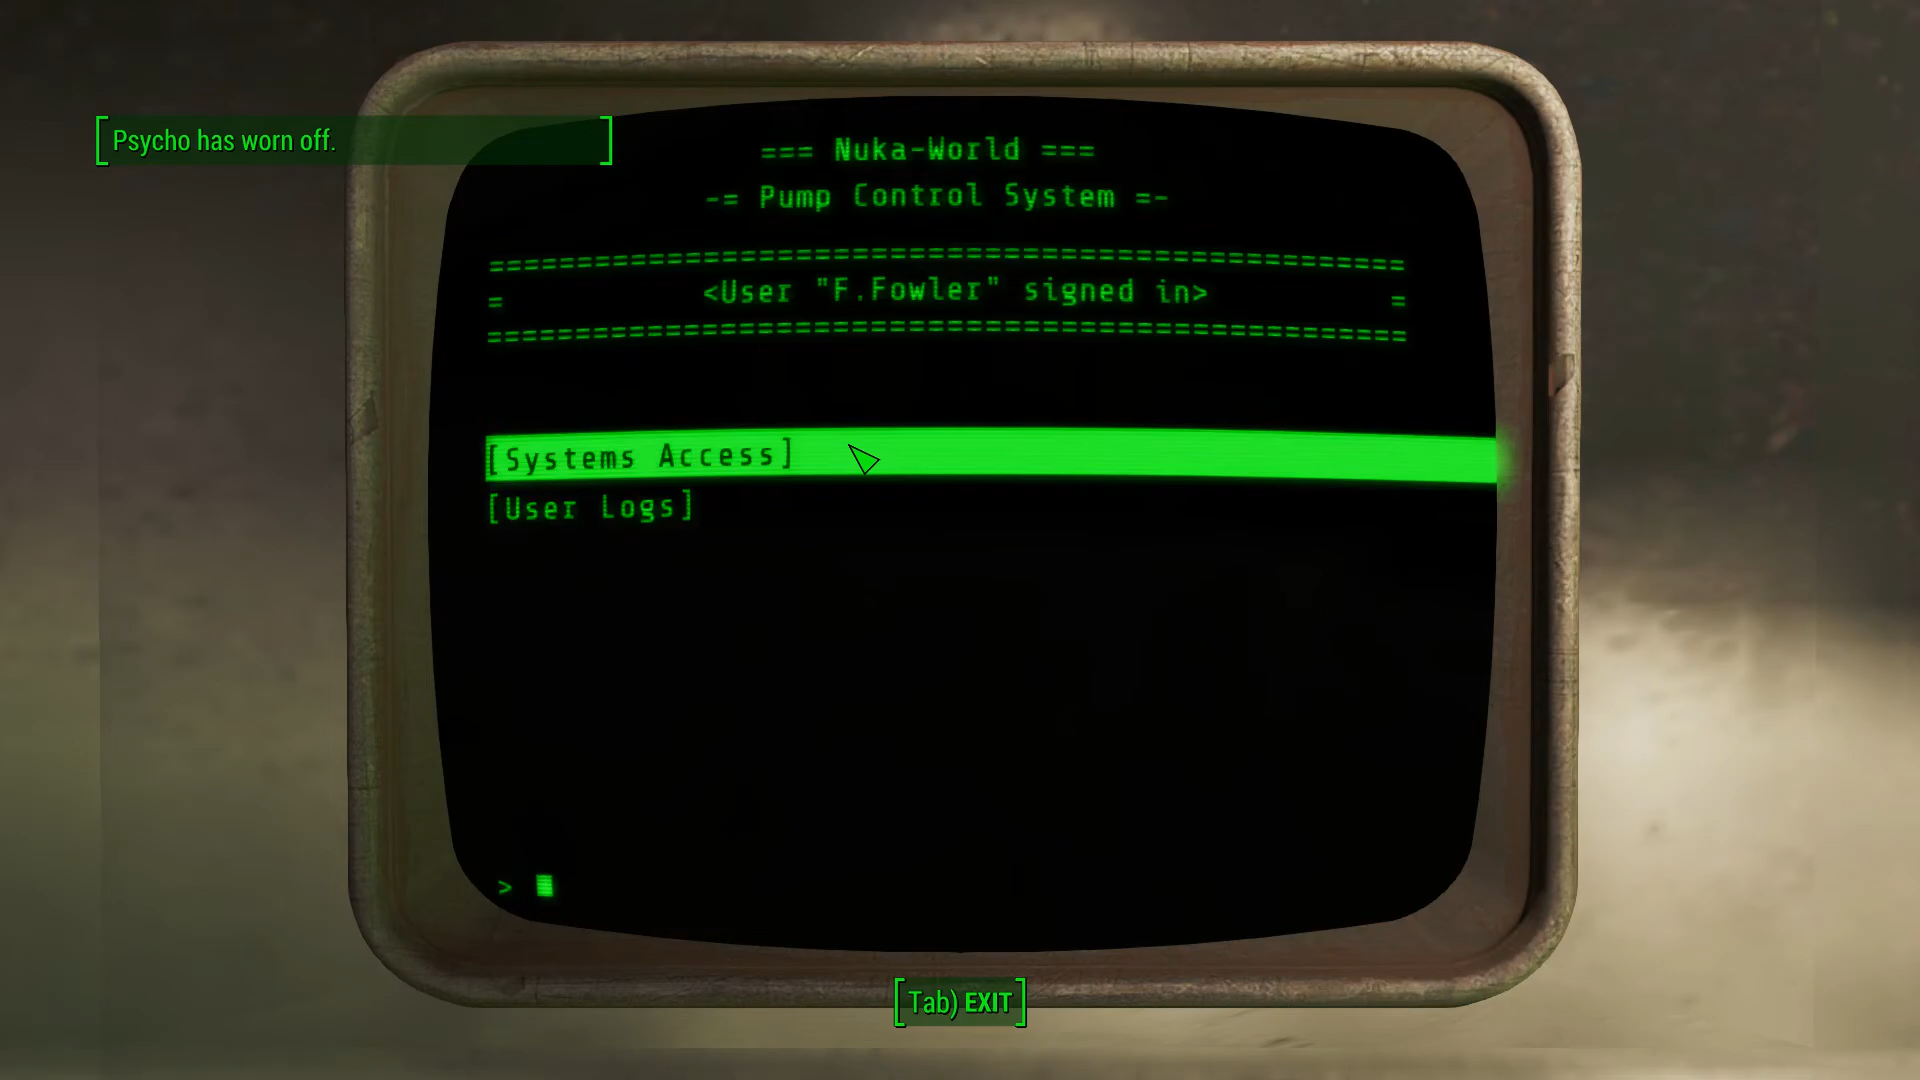 Psycho has worn off.
=== Nuka-World ===
-= Pump Control System =-
===================================================
= <User "F.Fowler" signed in> =
===================================================
[Systems Access]
[User Logs]
>
Tab) EXIT